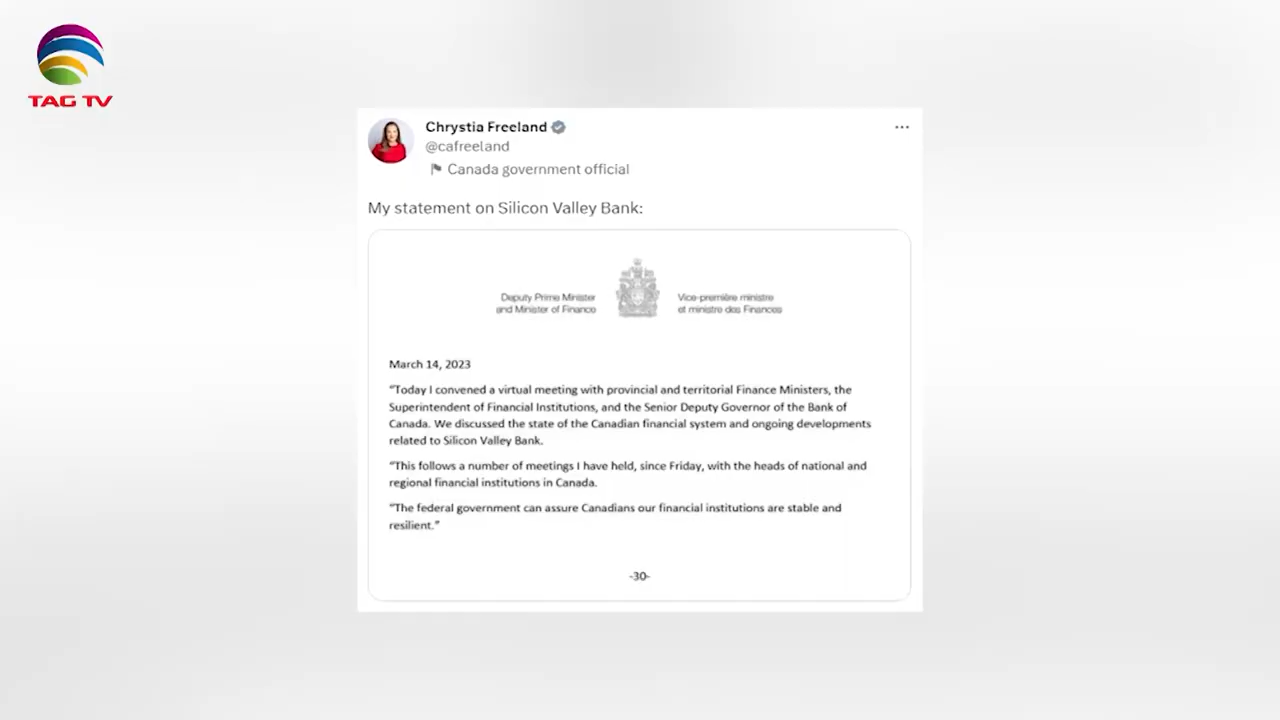 TAG TV
Chrystia Freeland
@cafreeland
Canada government official
My statement on Silicon Valley Bank:
Deputy Prime Minister
and Minister of Finance
Vice-première ministre
et ministre des Finances
March 14, 2023
“Today I convened a virtual meeting with provincial and territorial Finance Ministers, the
Superintendent of Financial Institutions, and the Senior Deputy Governor of the Bank of
Canada. We discussed the state of the Canadian financial system and ongoing developments
related to Silicon Valley Bank.
“This follows a number of meetings I have held, since Friday, with the heads of national and
regional financial institutions in Canada.
“The federal government can assure Canadians our financial institutions are stable and
resilient.”
-30-